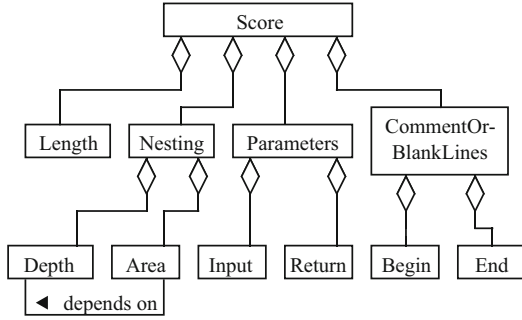 Score
Length
Nesting
Parameters
CommentOr-
BlankLines
Depth
Area
Input
Return
Begin
End
depends on